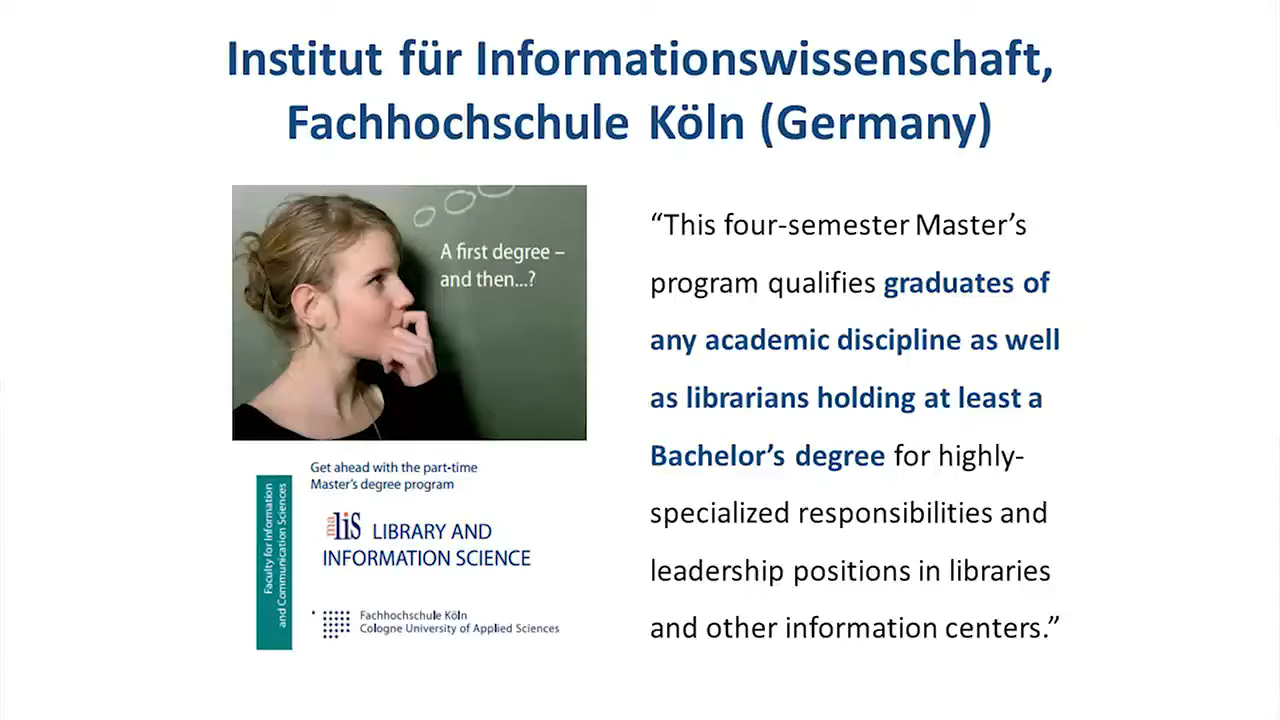 Institut für Informationswissenschaft,
Fachhochschule Köln (Germany)
A first degree –
and then...?
Get ahead with the part-time
Master's degree program
Faculty for Information
and Communication Sciences
malis LIBRARY AND
INFORMATION SCIENCE
Fachhochschule Köln
Cologne University of Applied Sciences
“This four-semester Master’s
program qualifies graduates of
any academic discipline as well
as librarians holding at least a
Bachelor’s degree for highly-
specialized responsibilities and
leadership positions in libraries
and other information centers.”